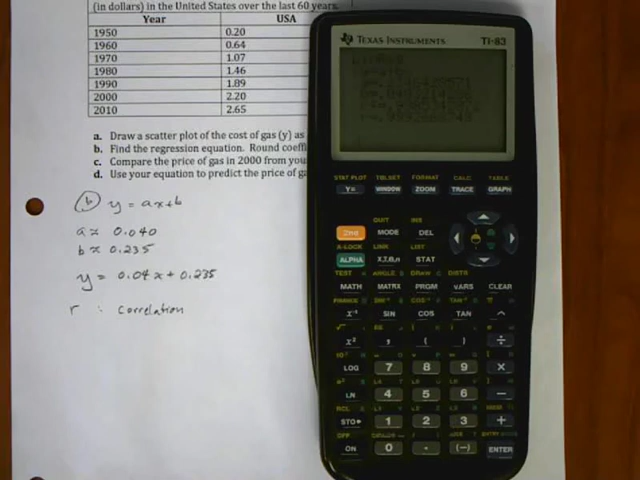 (in dollars) in the United States over the last 60 years.
Year USA
1950 0.20
1960 0.64
1970 1.07
1980 1.46
1990 1.89
2000 2.20
2010 2.65
a. Draw a scatter plot of the cost of gas (y) as
b. Find the regression equation. Round coeffi
c. Compare the price of gas in 2000 from you
d. Use your equation to predict the price of ga
b y = ax+b
a ≈ 0.040
b ≈ 0.235
y = 0.04x + 0.235
r : correlation
TEXAS INSTRUMENTS TI-83
STAT PLOT TBLSET FORMAT CALC TABLE
Y= WINDOW ZOOM TRACE GRAPH
QUIT INS
2nd MODE DEL
A-LOCK LINK LIST
ALPHA X,T,θ,n STAT
TEST ANGLE DRAW DISTR
MATH MATRX PRGM VARS CLEAR
x⁻¹ SIN COS TAN ^
x² , ( ) ÷
LOG 7 8 9 ×
LN 4 5 6 −
RCL
STO▸ 1 2 3 +
OFF
ON 0 . (−) ENTER